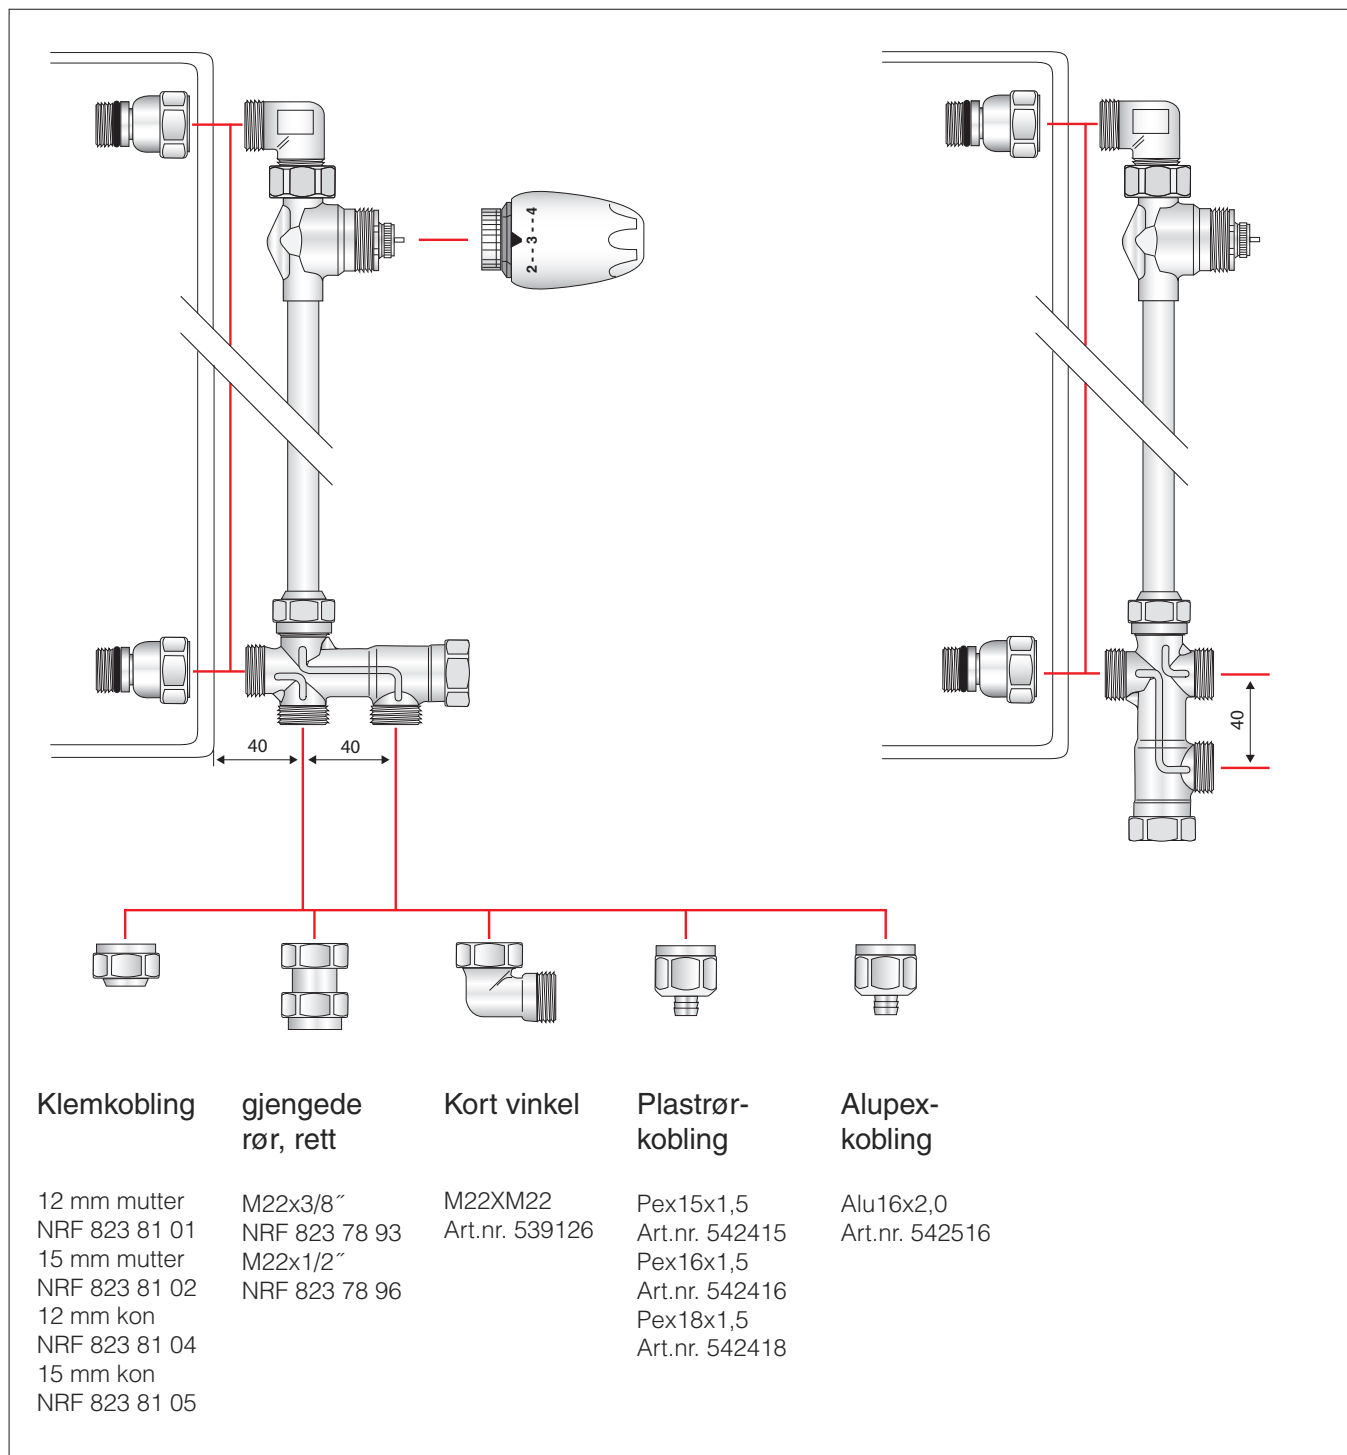 2--3--4
40
40
40
Klemkobling
12 mm mutter
NRF 823 81 01
15 mm mutter
NRF 823 81 02
12 mm kon
NRF 823 81 04
15 mm kon
NRF 823 81 05
gjengede
rør, rett
M22x3/8˝
NRF 823 78 93
M22x1/2˝
NRF 823 78 96
Kort vinkel
M22XM22
Art.nr. 539126
Plastrør-
kobling
Pex15x1,5
Art.nr. 542415
Pex16x1,5
Art.nr. 542416
Pex18x1,5
Art.nr. 542418
Alupex-
kobling
Alu16x2,0
Art.nr. 542516